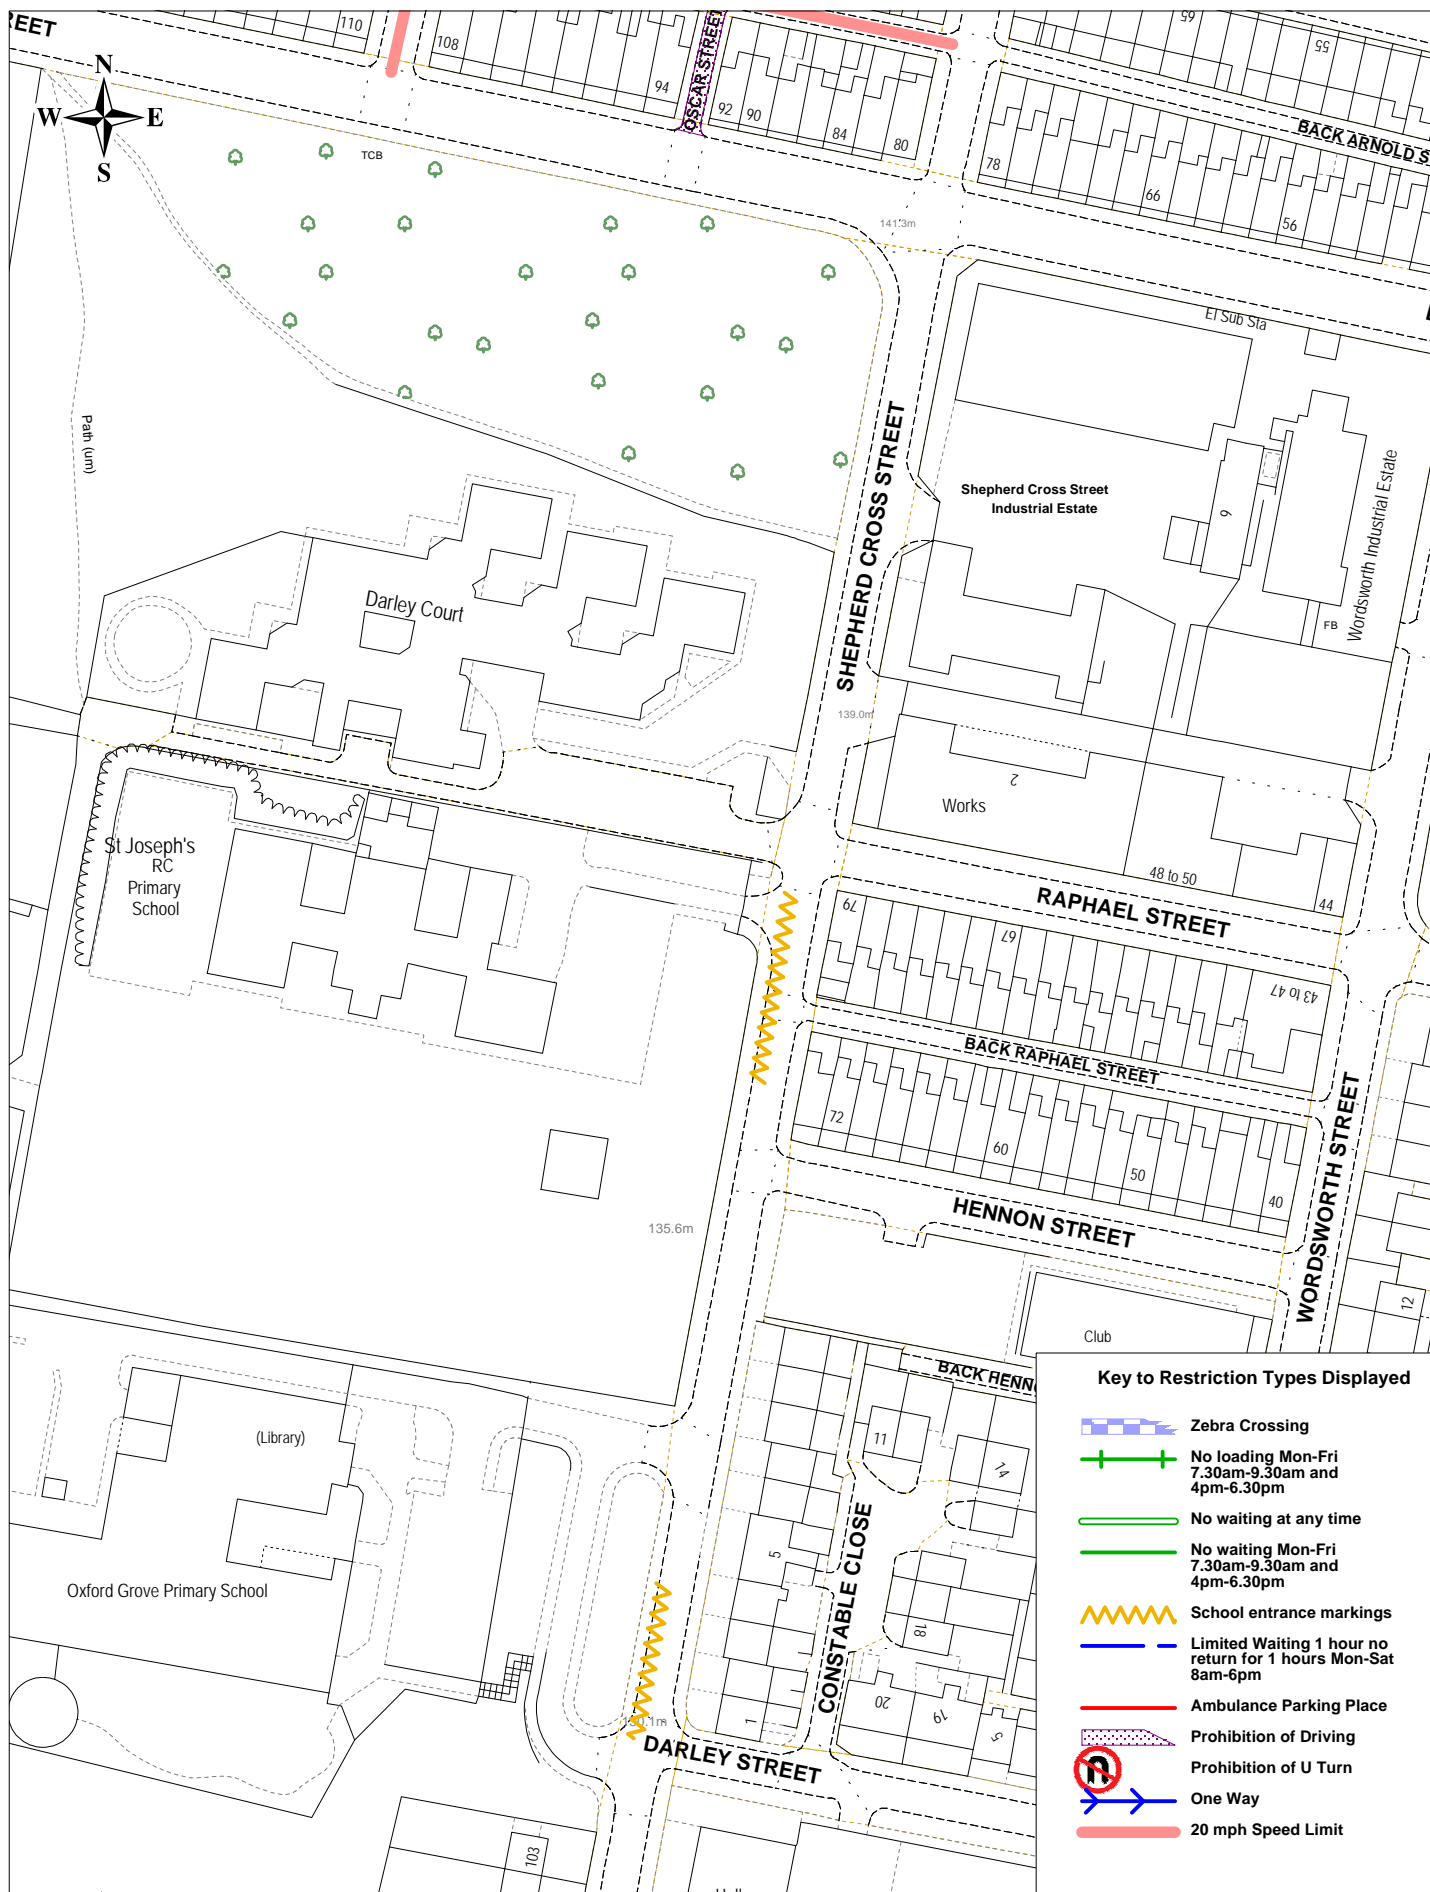 REET
110
108
94
OSCAR STREET
92
90
84
80
78
66
56
65
55
BACK ARNOLD S
N
W
E
S
TCB
141.3m
El Sub Sta
Path (um)
SHEPHERD CROSS STREET
Shepherd Cross Street
Industrial Estate
9
Wordsworth Industrial Estate
FB
Darley Court
139.0m
2
Works
48 to 50
44
RAPHAEL STREET
St Joseph's
RC
Primary
School
79
67
43 to 47
BACK RAPHAEL STREET
72
60
50
40
HENNON STREET
WORDSWORTH STREET
135.6m
12
Club
BACK HENN
(Library)
11
14
5
CONSTABLE CLOSE
18
Oxford Grove Primary School
20
19
5
1
DARLEY STREET
103
Key to Restriction Types Displayed
Zebra Crossing
No loading Mon-Fri
7.30am-9.30am and
4pm-6.30pm
No waiting at any time
No waiting Mon-Fri
7.30am-9.30am and
4pm-6.30pm
School entrance markings
Limited Waiting 1 hour no
return for 1 hours Mon-Sat
8am-6pm
Ambulance Parking Place
Prohibition of Driving
Prohibition of U Turn
One Way
20 mph Speed Limit